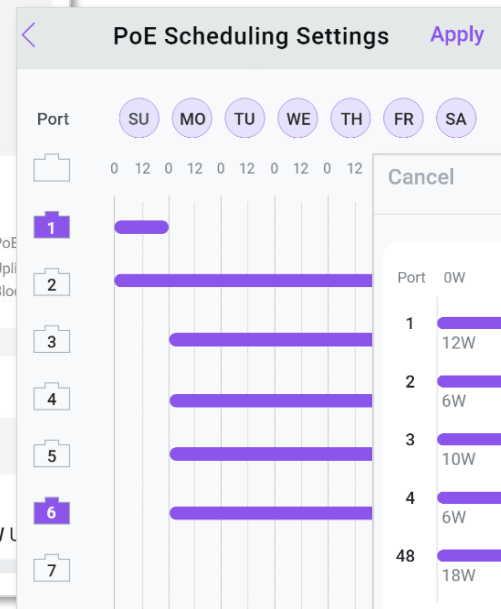 PoE Scheduling Settings Apply
Port SU MO TU WE TH FR SA
0 12 0 12 0 12 0 12 0 12
1
2
3
4
5
6
7
Cancel
Port 0W
1
12W
2
6W
3
10W
4
6W
48
18W